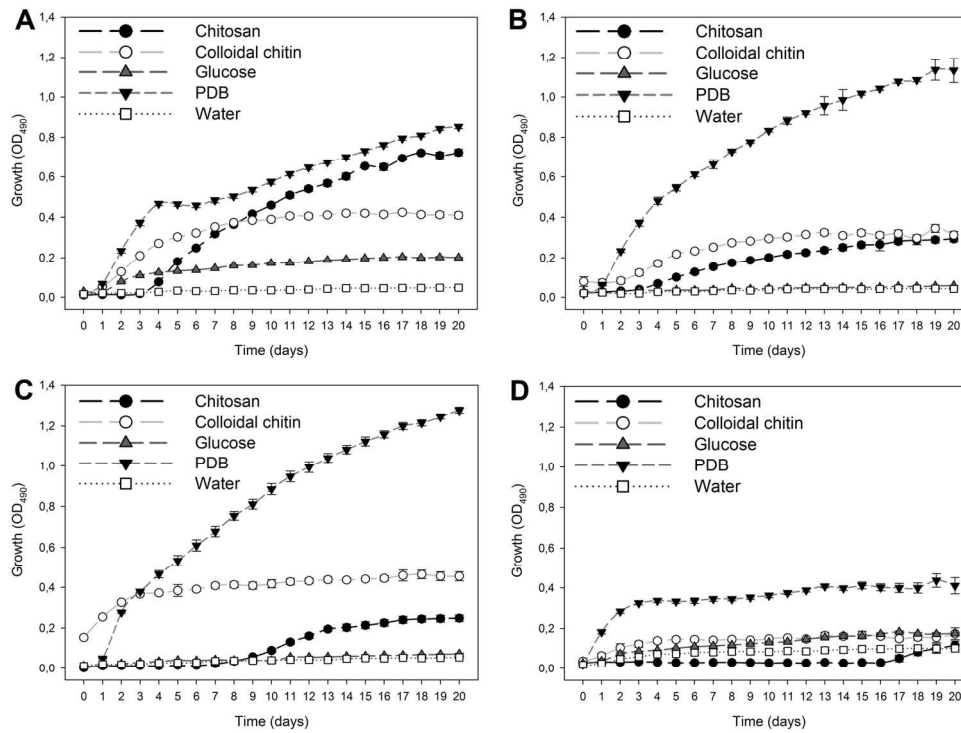 A
Growth (OD490)
1,4
1,2
1,0
0,8
0,6
0,4
0,2
0,0
Chitosan
Colloidal chitin
Glucose
PDB
Water
0 1 2 3 4 5 6 7 8 9 10 11 12 13 14 15 16 17 18 19 20
Time (days)
B
Growth (OD490)
1,4
1,2
1,0
0,8
0,6
0,4
0,2
0,0
Chitosan
Colloidal chitin
Glucose
PDB
Water
0 1 2 3 4 5 6 7 8 9 10 11 12 13 14 15 16 17 18 19 20
Time (days)
C
Growth (OD490)
1,4
1,2
1,0
0,8
0,6
0,4
0,2
0,0
Chitosan
Colloidal chitin
Glucose
PDB
Water
0 1 2 3 4 5 6 7 8 9 10 11 12 13 14 15 16 17 18 19 20
Time (days)
D
Growth (OD490)
1,4
1,2
1,0
0,8
0,6
0,4
0,2
0,0
Chitosan
Colloidal chitin
Glucose
PDB
Water
0 1 2 3 4 5 6 7 8 9 10 11 12 13 14 15 16 17 18 19 20
Time (days)